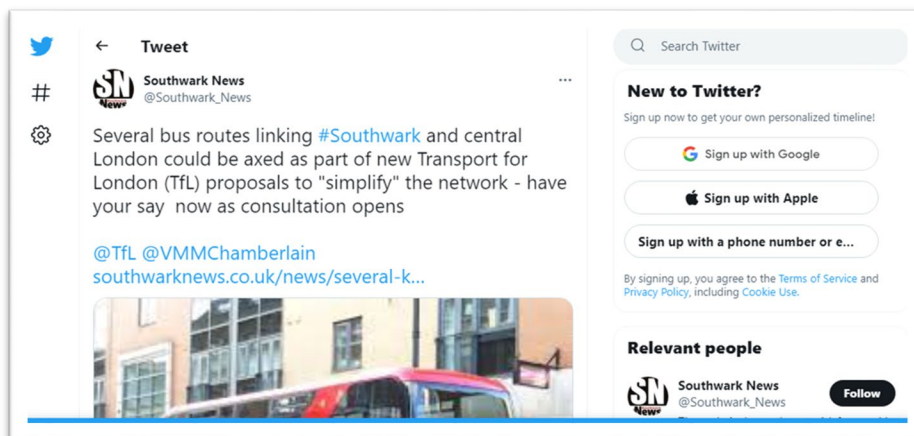 Tweet
SN
News
Southwark News
@Southwark_News
Several bus routes linking #Southwark and central
London could be axed as part of new Transport for
London (TfL) proposals to "simplify" the network - have
your say now as consultation opens
@TfL @VMMChamberlain
southwarknews.co.uk/news/several-k...
Search Twitter
New to Twitter?
Sign up now to get your own personalized timeline!
Sign up with Google
Sign up with Apple
Sign up with a phone number or e...
By signing up, you agree to the Terms of Service and
Privacy Policy, including Cookie Use.
Relevant people
SN
News
Southwark News
@Southwark_News
Follow